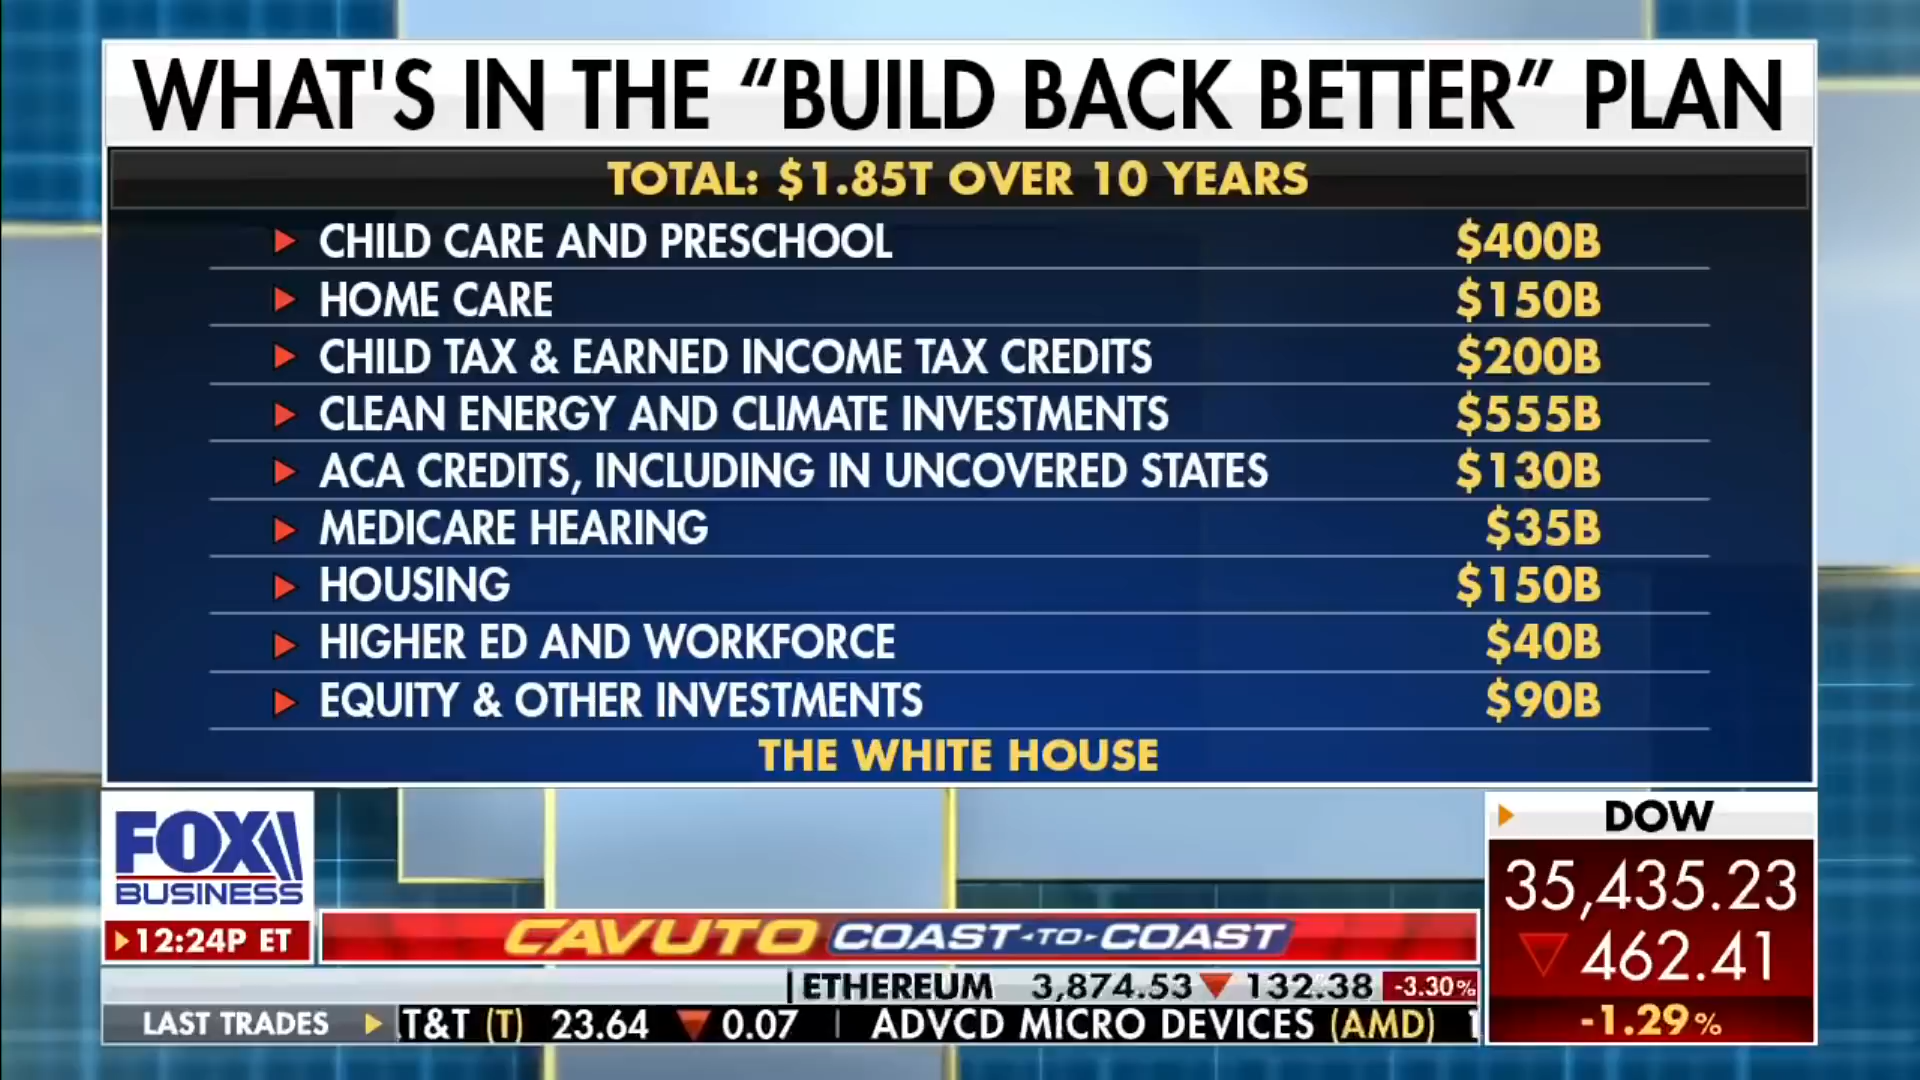 WHAT'S IN THE “BUILD BACK BETTER” PLAN
TOTAL: $1.85T OVER 10 YEARS
CHILD CARE AND PRESCHOOL $400B
HOME CARE $150B
CHILD TAX & EARNED INCOME TAX CREDITS $200B
CLEAN ENERGY AND CLIMATE INVESTMENTS $555B
ACA CREDITS, INCLUDING IN UNCOVERED STATES $130B
MEDICARE HEARING $35B
HOUSING $150B
HIGHER ED AND WORKFORCE $40B
EQUITY & OTHER INVESTMENTS $90B
THE WHITE HOUSE
FOX
BUSINESS
12:24P ET
CAVUTO COAST-TO-COAST
DOW
35,435.23
462.41
-1.29%
ETHEREUM 3,874.53 132.38 -3.30%
LAST TRADES T&T (T) 23.64 0.07 ADVCD MICRO DEVICES (AMD)